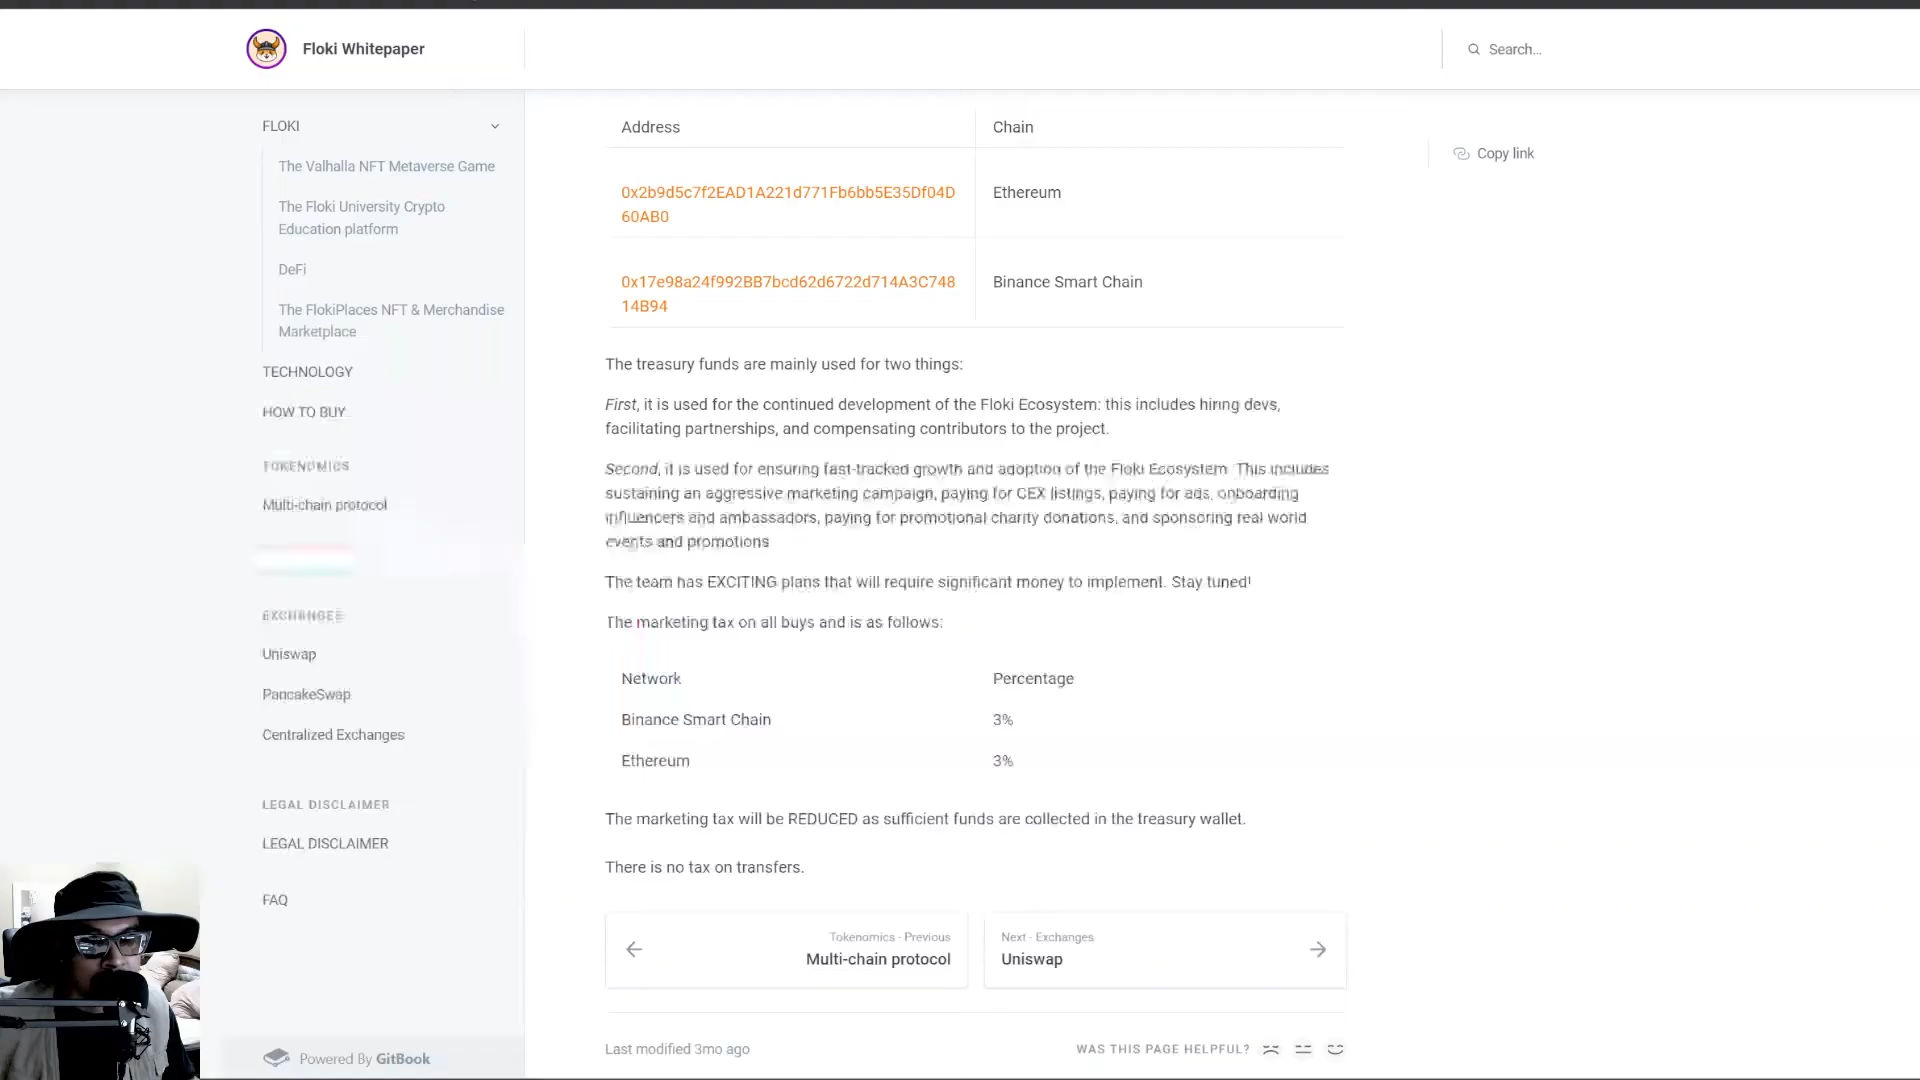 Floki Whitepaper
Search...
FLOKI
The Valhalla NFT Metaverse Game
The Floki University Crypto
Education platform
DeFi
The FlokiPlaces NFT & Merchandise
Marketplace
TECHNOLOGY
HOW TO BUY
TOKENOMICS
Multi-chain protocol
EXCHANGES
Uniswap
PancakeSwap
Centralized Exchanges
LEGAL DISCLAIMER
LEGAL DISCLAIMER
FAQ
Powered By GitBook
Address Chain
0x2b9d5c7f2EAD1A221d771Fb6bb5E35Df04D Ethereum
60AB0
0x17e98a24f992BB7bcd62d6722d714A3C748 Binance Smart Chain
14B94
The treasury funds are mainly used for two things:
First, it is used for the continued development of the Floki Ecosystem: this includes hiring devs,
facilitating partnerships, and compensating contributors to the project.
Second, it is used for ensuring fast-tracked growth and adoption of the Floki Ecosystem. This includes
sustaining an aggressive marketing campaign, paying for CEX listings, paying for ads, onboarding
influencers and ambassadors, paying for promotional charity donations, and sponsoring real world
events and promotions
The team has EXCITING plans that will require significant money to implement. Stay tuned!
The marketing tax on all buys and is as follows:
Network Percentage
Binance Smart Chain 3%
Ethereum 3%
The marketing tax will be REDUCED as sufficient funds are collected in the treasury wallet.
There is no tax on transfers.
Tokenomics - Previous
Multi-chain protocol
Next - Exchanges
Uniswap
Last modified 3mo ago
WAS THIS PAGE HELPFUL?
Copy link